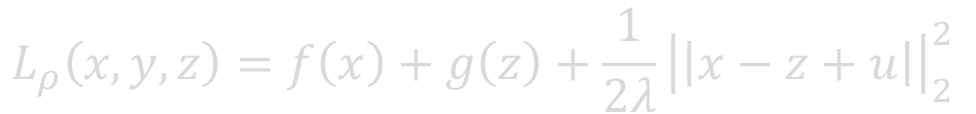 L_ρ(x, y, z) = f(x) + g(z) + \frac{1}{2λ} ||x − z + u||_2^2